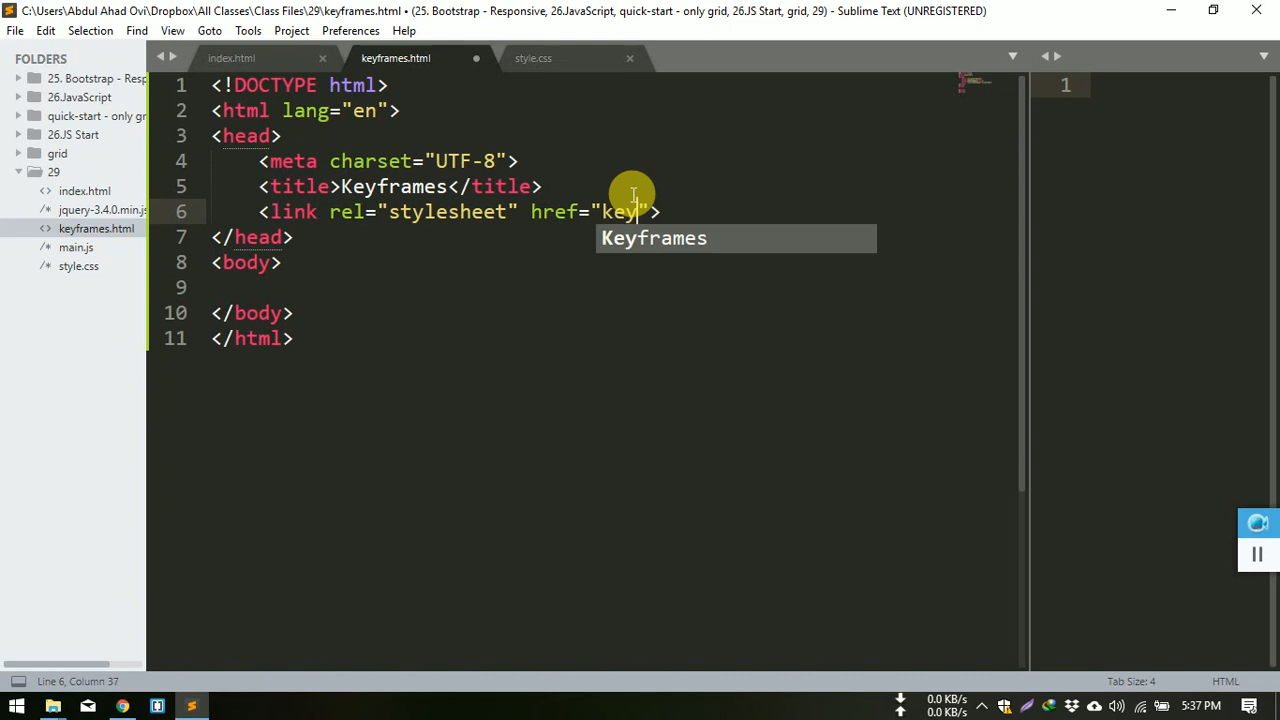 C:\Users\Abdul Ahad Ovi\Dropbox\All Classes\Class Files\29\keyframes.html • (25. Bootstrap - Responsive, 26.JavaScript, quick-start - only grid, 26.JS Start, grid, 29) - Sublime Text (UNREGISTERED)
File Edit Selection Find View Goto Tools Project Preferences Help
FOLDERS
25. Bootstrap - Resp
26.JavaScript
quick-start - only gr
26.JS Start
grid
29
index.html
jquery-3.4.0.min.js
keyframes.html
main.js
style.css
index.html keyframes.html style.css
1 <!DOCTYPE html>
2 <html lang="en">
3 <head>
4 <meta charset="UTF-8">
5 <title>Keyframes</title>
6 <link rel="stylesheet" href="key">
7 </head>
Keyframes
8 <body>
9
10 </body>
11 </html>
1
Line 6, Column 37 Tab Size: 4 HTML
0.0 KB/s
0.0 KB/s
5:37 PM